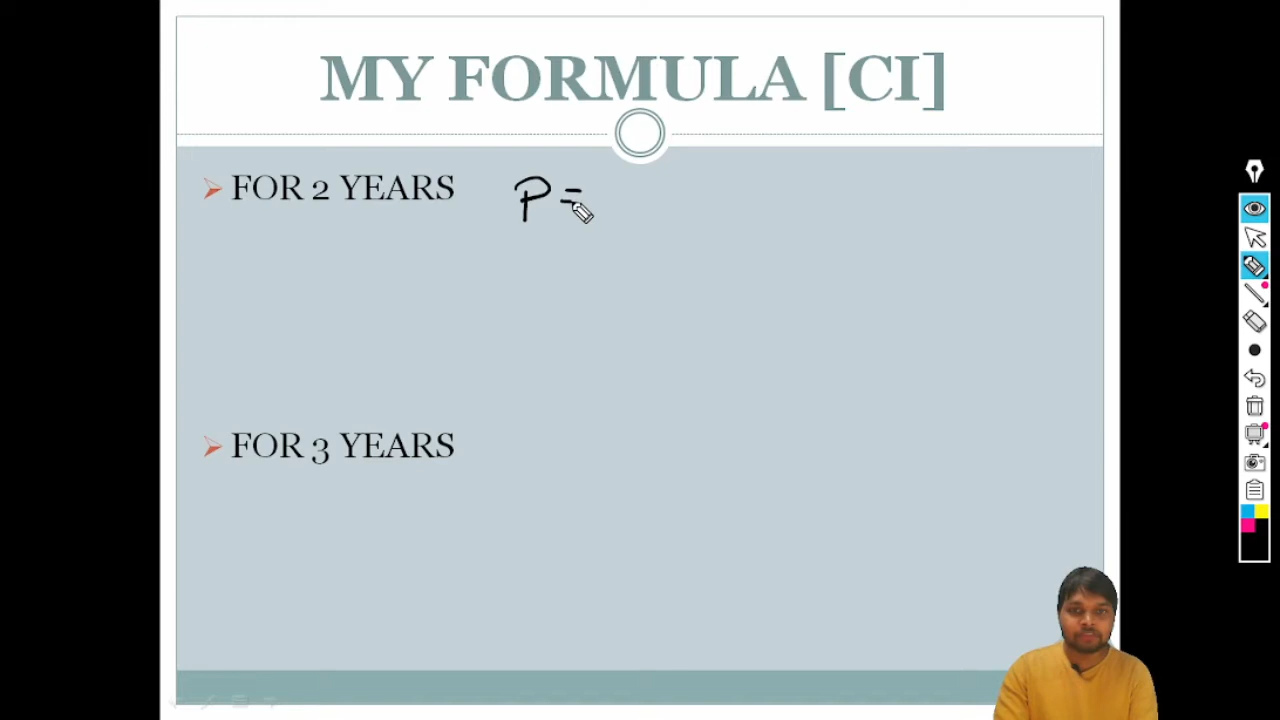 MY FORMULA [CI]
FOR 2 YEARS P =
FOR 3 YEARS